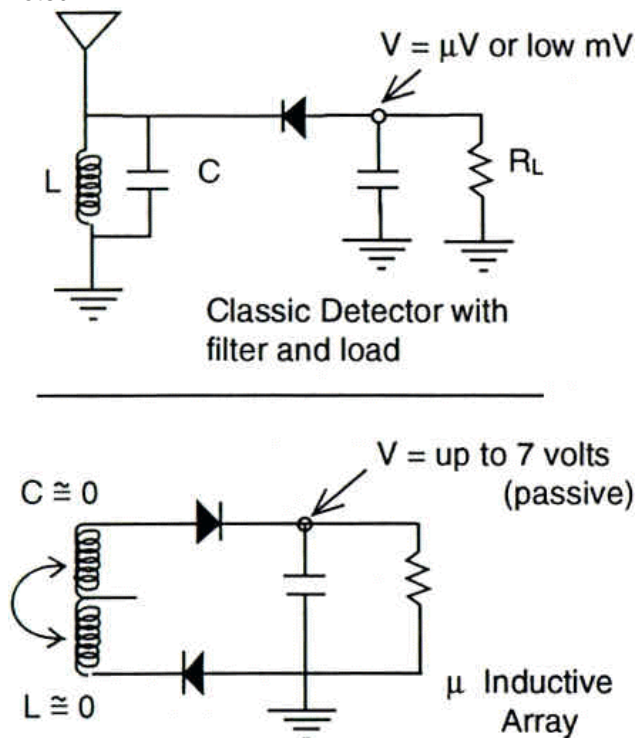 V = μV or low mV
L
C
R_L
Classic Detector with
filter and load
V = up to 7 volts
(passive)
C ≅ 0
L ≅ 0
μ Inductive
Array